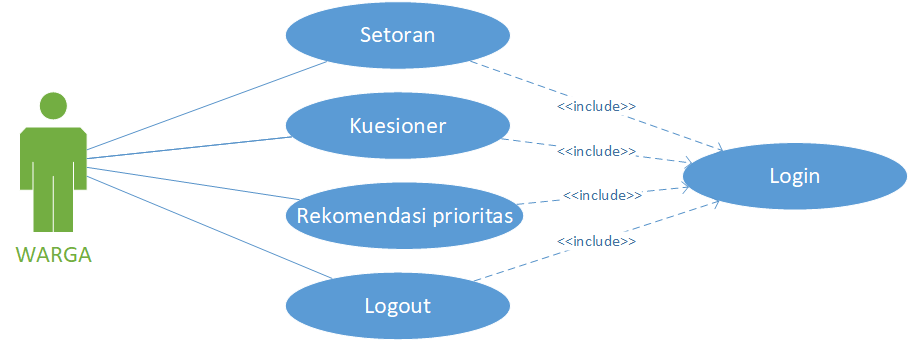 Setoran
<<include>>
Kuesioner
<<include>>
Login
<<include>>
Rekomendasi prioritas
WARGA
<<include>>
Logout